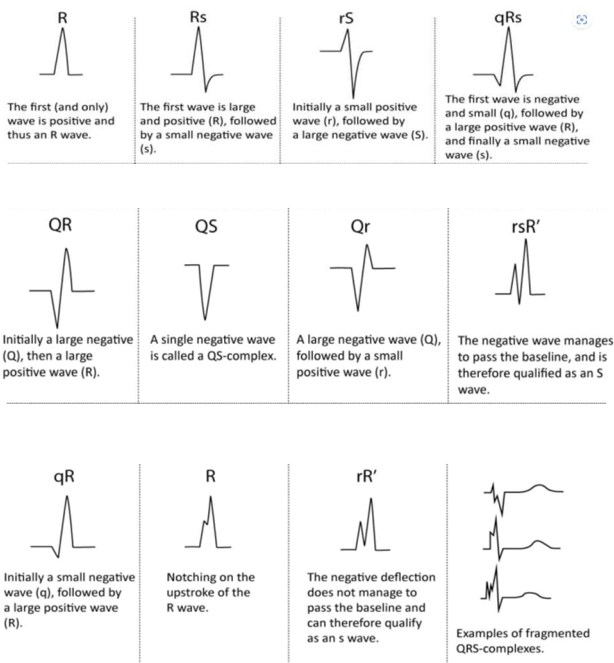 R
Rs
rS
qRs
The first (and only)
wave is positive and
thus an R wave.
The first wave is large
and positive (R), followed
by a small negative wave
(s).
Initially a small positive
wave (r), followed by
a large negative wave (S).
The first wave is negative
and small (q), followed by
a large positive wave (R),
and finally a small negative
wave (s).
QR
QS
Qr
rsR’
Initially a large negative
(Q), then a large
positive wave (R).
A single negative wave
is called a QS-complex.
A large negative wave (Q),
followed by a small
positive wave (r).
The negative wave manages
to pass the baseline, and is
therefore qualified as an S
wave.
qR
R
rR’
Initially a small negative
wave (q), followed by
a large positive wave
(R).
Notching on the
upstroke of the
R wave.
The negative deflection
does not manage to
pass the baseline and
can therefore qualify
as an s wave.
Examples of fragmented
QRS-complexes.